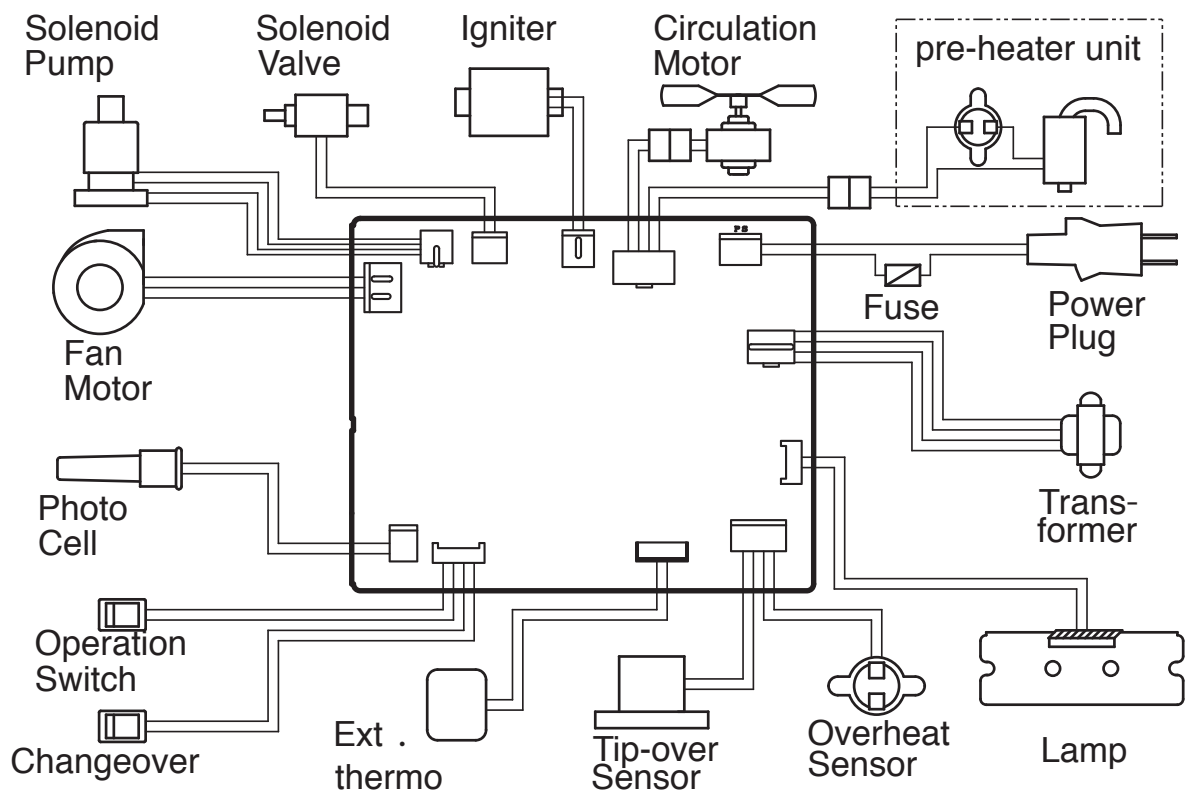 Solenoid
Pump
Solenoid
Valve
Igniter
Circulation
Motor
pre-heater unit
PS
Fuse
Power
Plug
Fan
Motor
Trans-
former
Photo
Cell
Operation
Switch
Changeover
Ext .
thermo
Tip-over
Sensor
Overheat
Sensor
Lamp